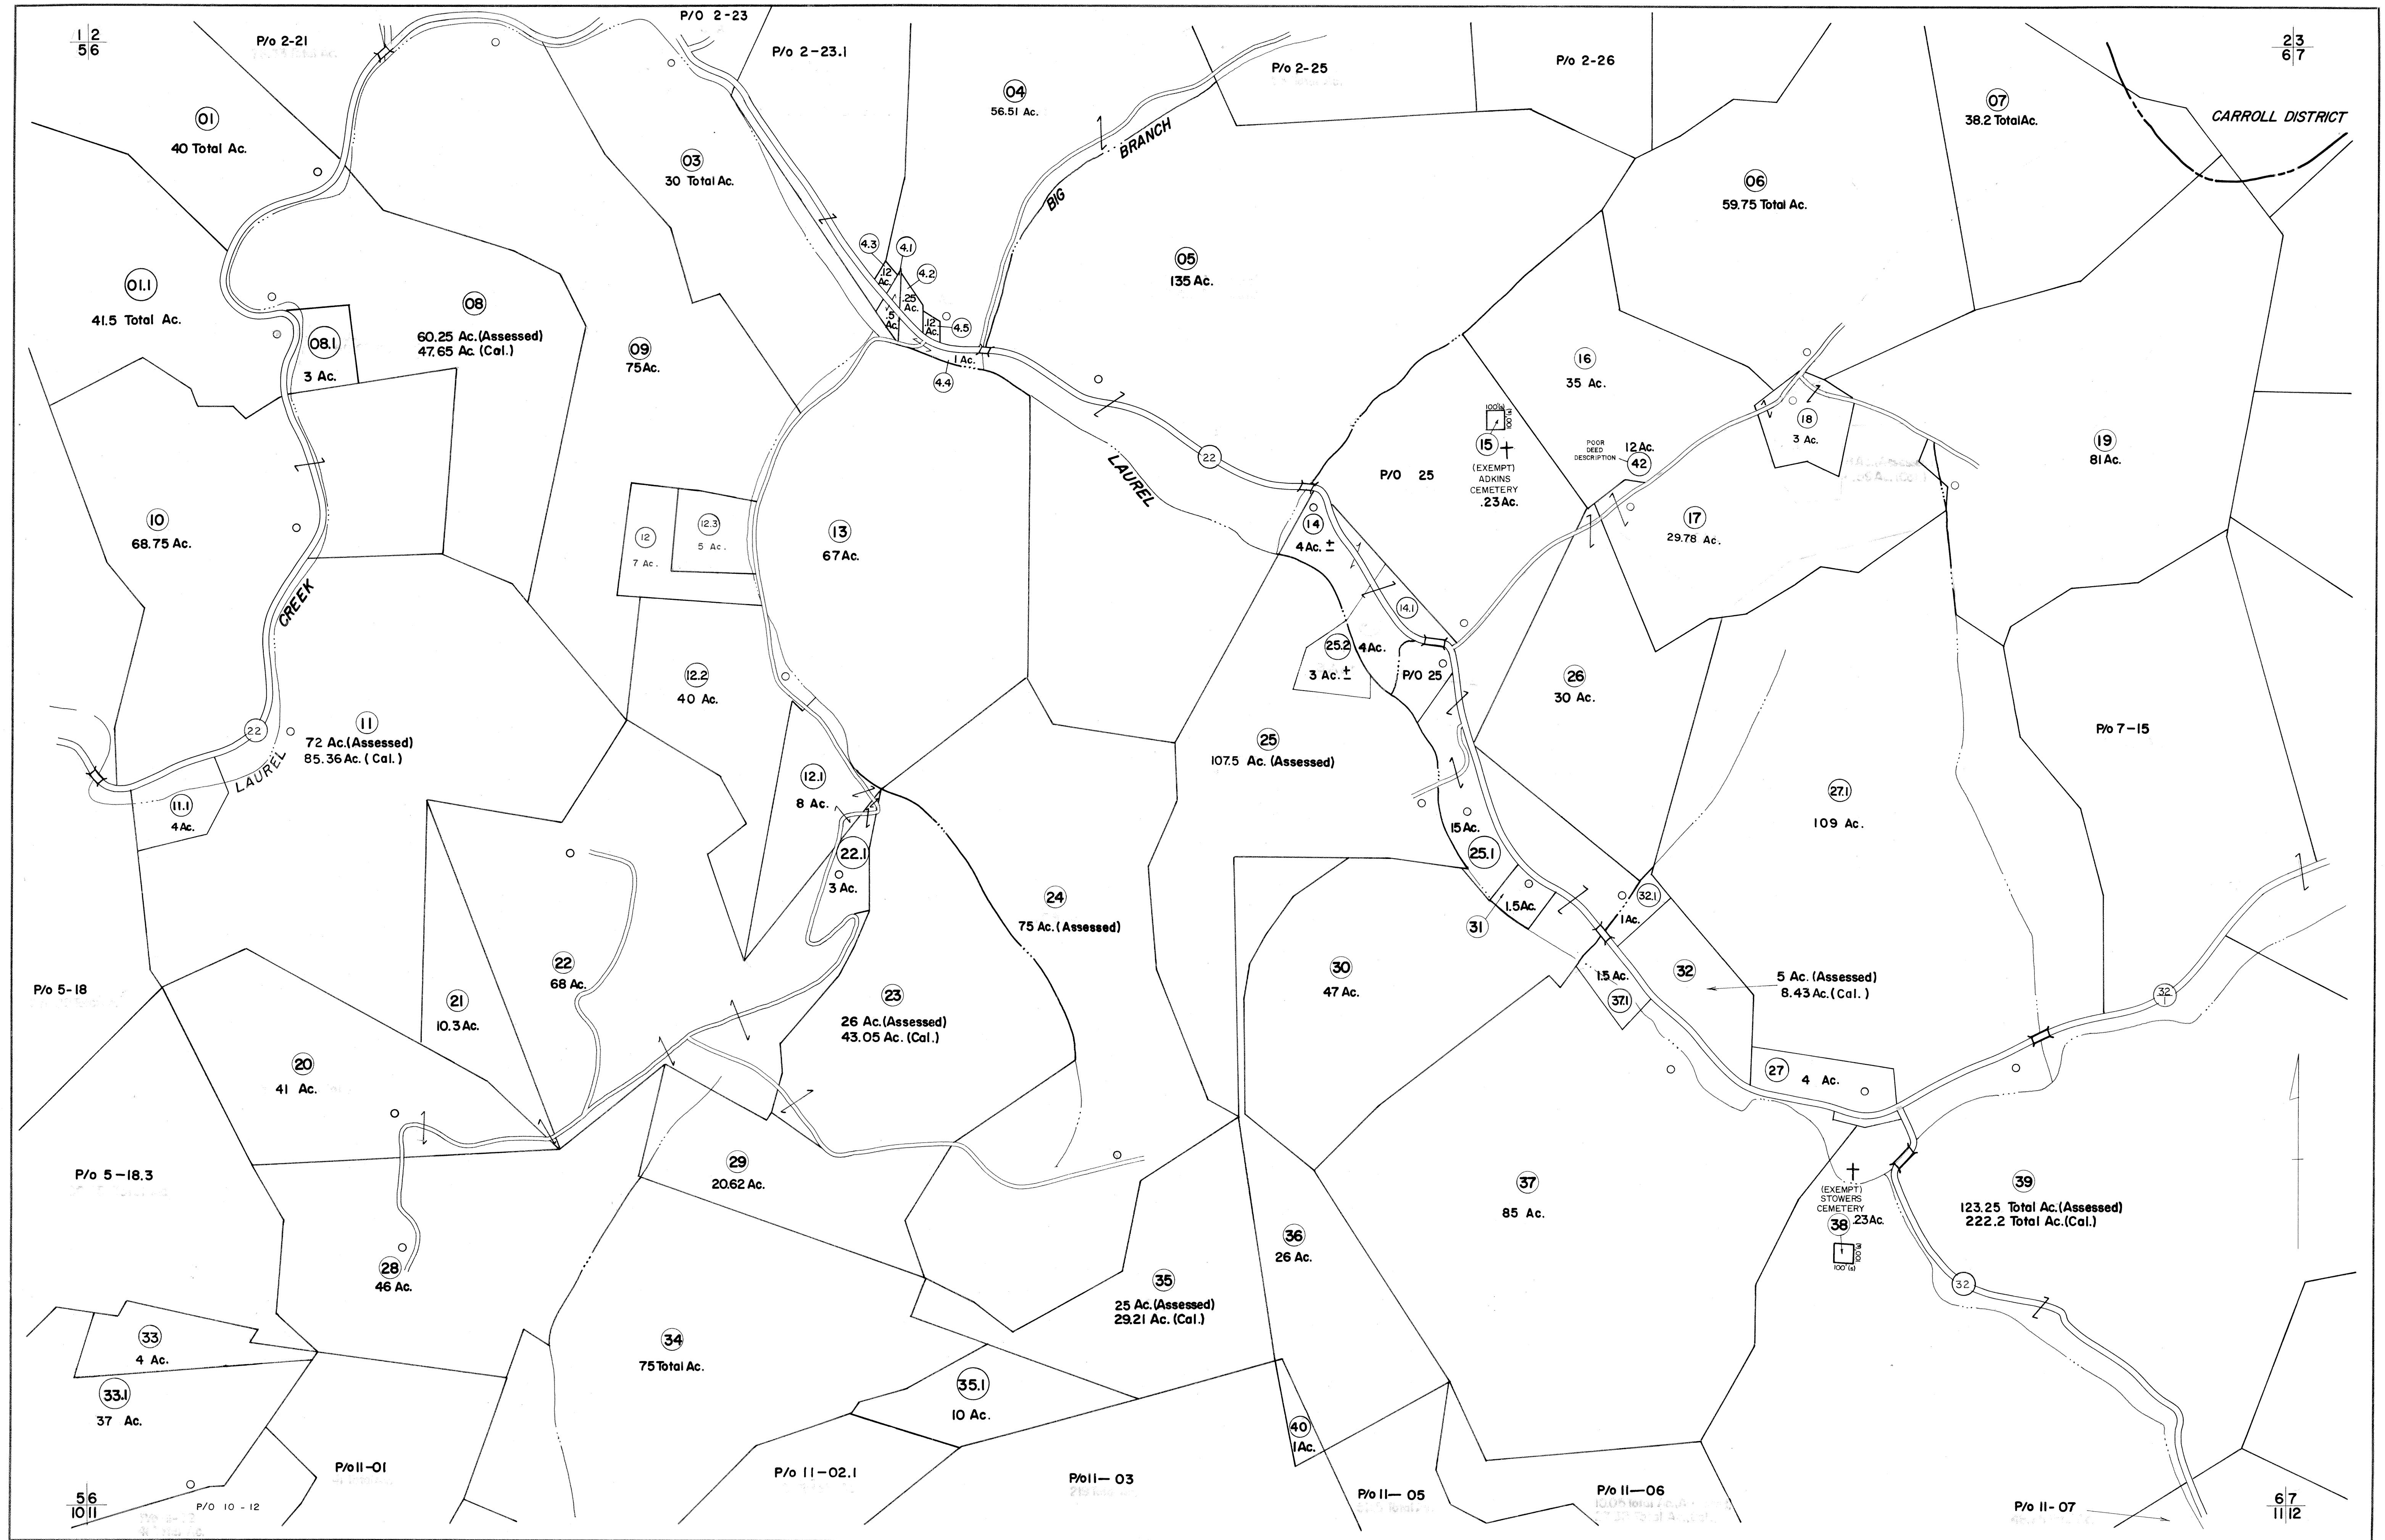 1 2
5 6
P/o 2-21
P/O 2-23
P/o 2-23.1
04
56.51 Ac.
P/o 2-25
P/o 2-26
07
38.2 Total Ac.
2 3
6 7
CARROLL DISTRICT
01
40 Total Ac.
03
30 Total Ac.
BIG BRANCH
06
59.75 Total Ac.
01.1
41.5 Total Ac.
08
60.25 Ac. (Assessed)
47.65 Ac. (Cal.)
08.1
3 Ac.
09
75 Ac.
4.3
4.1
4.2
.12 Ac.
.25 Ac.
.5 Ac.
.12 Ac.
4.5
1 Ac.
4.4
05
135 Ac.
16
35 Ac.
100'(s)
100'(s)
15
(EXEMPT)
ADKINS
CEMETERY
.23 Ac.
POOR
DEED
DESCRIPTION
12 Ac.
42
18
3 Ac.
19
81 Ac.
22
LAUREL
P/O 25
10
68.75 Ac.
12
7 Ac.
12.3
5 Ac.
13
67 Ac.
14
4 Ac. ±
17
29.78 Ac.
CREEK
14.1
25.2
4 Ac.
3 Ac. ±
P/O 25
26
30 Ac.
12.2
40 Ac.
22
LAUREL
11
72 Ac. (Assessed)
85.36 Ac. (Cal.)
11.1
4 Ac.
12.1
8 Ac.
25
107.5 Ac. (Assessed)
P/o 7-15
27.1
109 Ac.
15 Ac.
25.1
22.1
3 Ac.
24
75 Ac. (Assessed)
31
1.5 Ac.
32.1
1 Ac.
P/o 5-18
21
10.3 Ac.
22
68 Ac.
23
26 Ac. (Assessed)
43.05 Ac. (Cal.)
30
47 Ac.
1.5 Ac.
37.1
32
5 Ac. (Assessed)
8.43 Ac. (Cal.)
32
1
20
41 Ac.
27
4 Ac.
P/o 5-18.3
29
20.62 Ac.
37
85 Ac.
(EXEMPT)
STOWERS
CEMETERY
38
.23 Ac.
100'(s)
100'(s)
39
123.25 Total Ac. (Assessed)
222.2 Total Ac. (Cal.)
28
46 Ac.
36
26 Ac.
35
25 Ac. (Assessed)
29.21 Ac. (Cal.)
32
33
4 Ac.
34
75 Total Ac.
33.1
37 Ac.
35.1
10 Ac.
40
1 Ac.
P/o 11-01
P/o 11-02.1
P/o 11-03
P/o 11-05
P/o 11-06
P/o 11-07
5 6
10 11
P/O 10-12
6 7
11 12